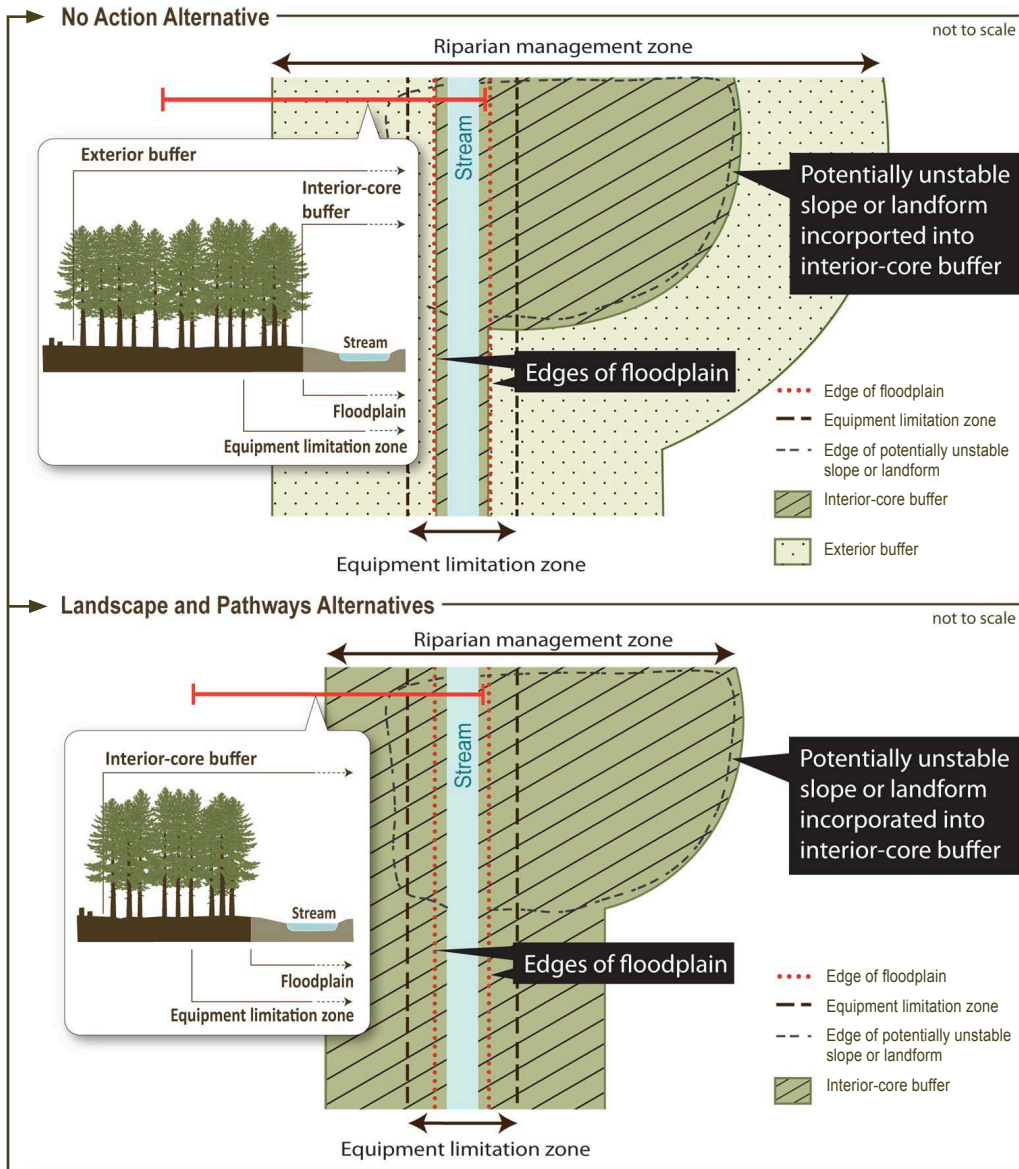 No Action Alternative
not to scale
Riparian management zone
Exterior buffer
Interior-core
buffer
Stream
Floodplain
Equipment limitation zone
Stream
Potentially unstable
slope or landform
incorported into
interior-core buffer
Edges of floodplain
Edge of floodplain
Equipment limitation zone
Edge of potentially unstable
slope or landform
Interior-core buffer
Exterior buffer
Equipment limitation zone
Landscape and Pathways Alternatives
not to scale
Riparian management zone
Interior-core buffer
Stream
Floodplain
Equipment limitation zone
Stream
Potentially unstable
slope or landform
incorporated into
interior-core buffer
Edges of floodplain
Edge of floodplain
Equipment limitation zone
Edge of potentially unstable
slope or landform
Interior-core buffer
Equipment limitation zone